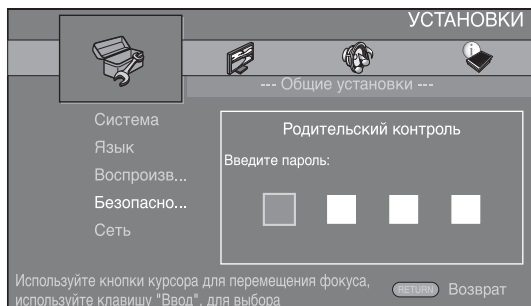 УСТАНОВКИ
--- Общие установки ---
Система
Язык
Воспроизв...
Безопасно...
Сеть
Родительский контроль
Введите пароль:
Используйте кнопки курсора для перемещения фокуса,
используйте клавишу "Ввод", для выбора
RETURN Возврат